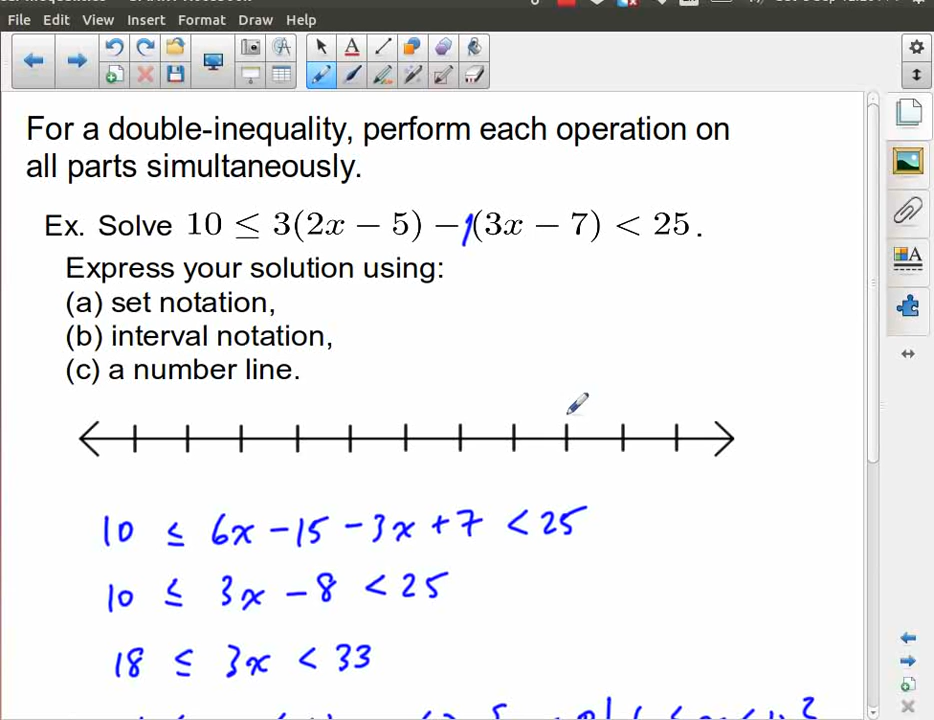 File Edit View Insert Format Draw Help
For a double-inequality, perform each operation on
all parts simultaneously.
Ex. Solve 10 ≤ 3(2x − 5) − 1(3x − 7) < 25.
Express your solution using:
(a) set notation,
(b) interval notation,
(c) a number line.
10 ≤ 6x − 15 − 3x + 7 < 25
10 ≤ 3x − 8 < 25
18 ≤ 3x < 33